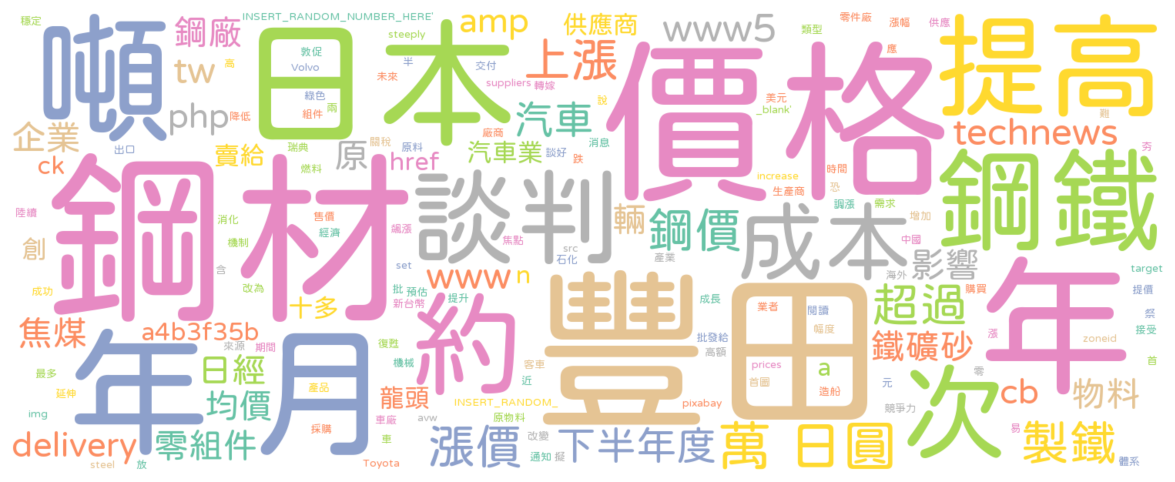 穩定
INSERT_RANDOM_NUMBER_HERE'
amp
供應商
零件廠
漲幅
供應
噸
鋼廠
日本
steeply
www5
類型
應
提高
敦促
半
交付
上漲
tw
高
Volvo
未來
suppliers
轉嫁
說
價格
美元
_blank'
難
綠色
雨
php
降低
組件
汽車
technews
企業
廠商
消息
出口
瑞典
關稅
原料
ck
賣給
原
href
汽車業
談好
跌
時間
夯
燃料
increase
生產商
恐
鋼鐵
鋼材
談判
輛
調漲
需求
陸續
消化
售價
飆漲
鋼價
成本
增加
經濟
焦點
src
中國
創
機制
石化
產業
影響
含
set
www
n
海外
target
成功
改為
十多
批
預估
新台幣
提升
豐田
成長
業者
閱讀
超過
購買
年
提價
祭
焦煤
a4b3f35b
約
批發給
幅度
鐵礦砂
漲
接受
zoneid
年月
來源
期間
復甦
高額
首
日經
機械
客車
prices
a
零
最多
近
元
次
cb
物料
延伸
產品
龍頭
首圖
造船
img
均價
車廠
INSERT_RANDOM_
pixabay
競爭力
採購
avw
原物料
易
delivery
零組件
車
漲價
改變
下半年度
萬
日圓
製鐵
steel
放
Toyota
通知
擬
體系